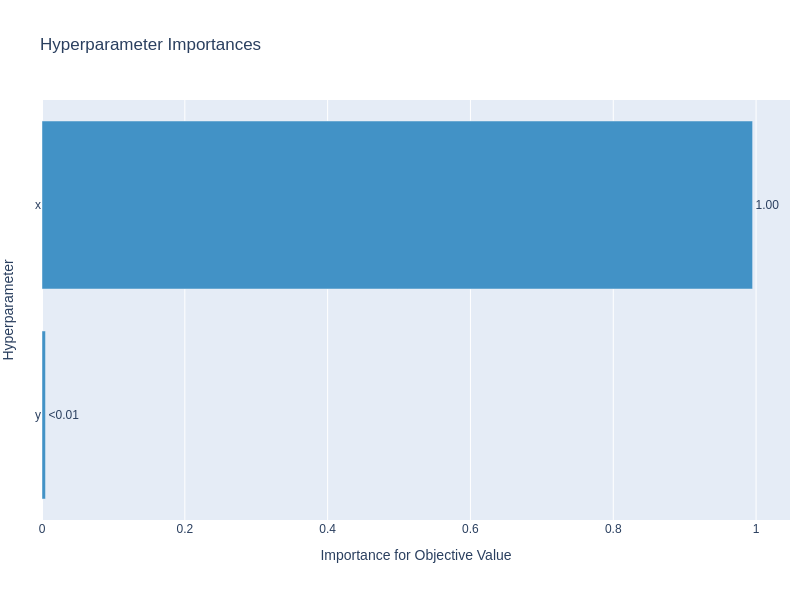 Hyperparameter Importances
Hyperparameter
x
1.00
y
<0.01
0
0.2
0.4
0.6
0.8
1
Importance for Objective Value